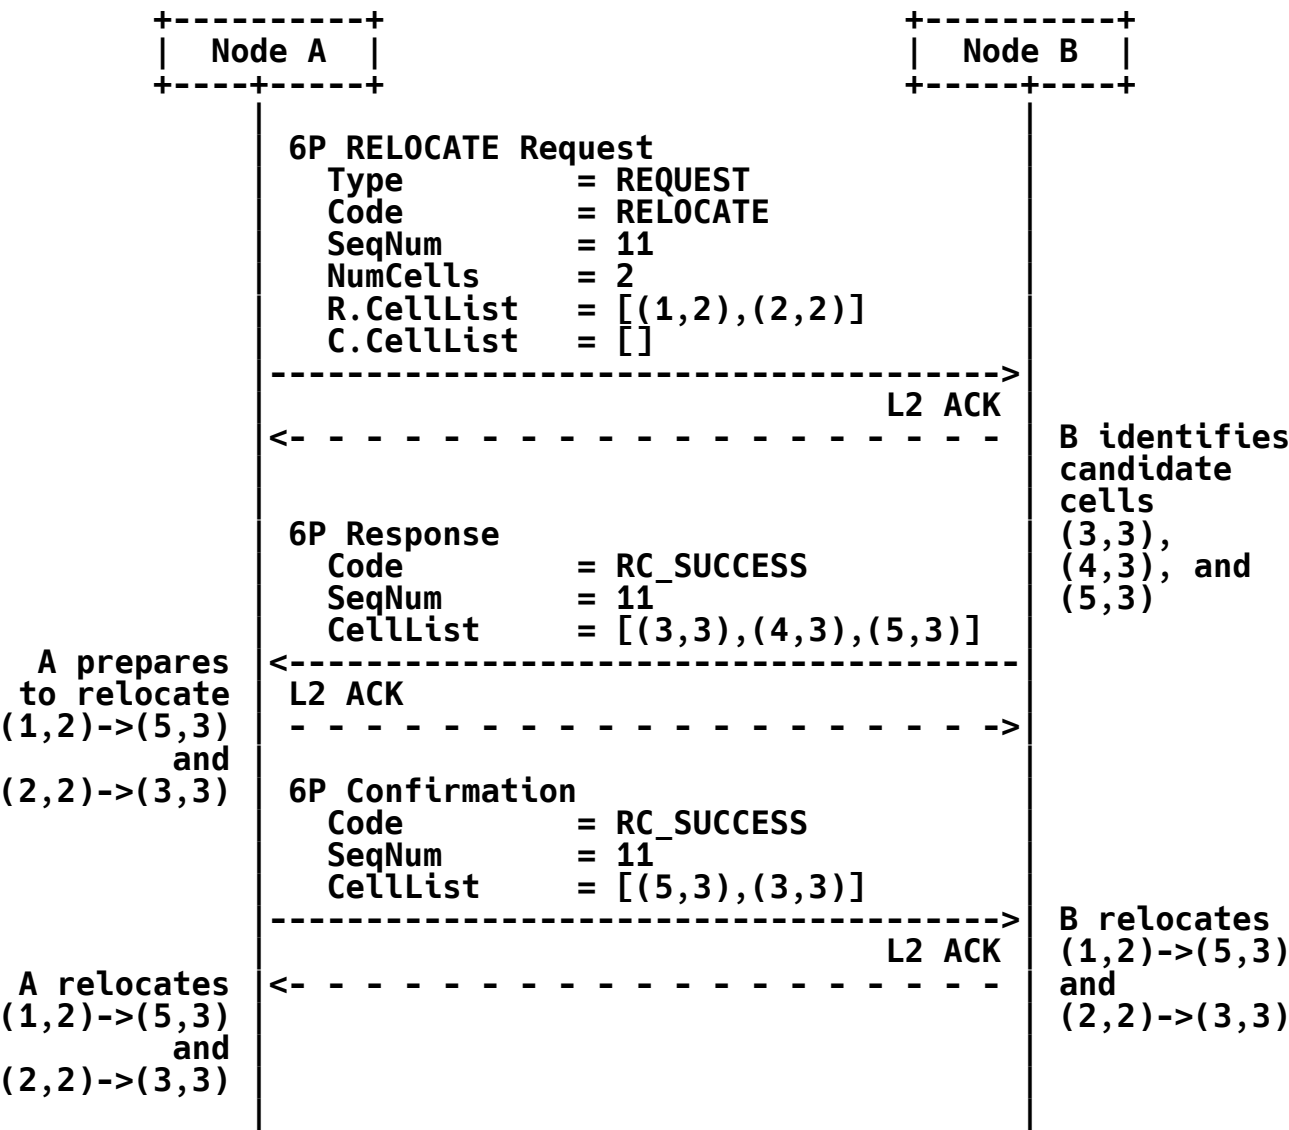 +----------+                           +----------+
|  Node A  |                           |  Node B  |
+----+-----+                           +-----+----+
6P RELOCATE Request
Type         = REQUEST
Code         = RELOCATE
SeqNum       = 11
NumCells     = 2
R.CellList   = [(1,2),(2,2)]
C.CellList   = []
-------------------------------------->
L2 ACK
<- - - - - - - - - - - - - - - - - - -   B identifies
candidate
cells
6P Response   (3,3),
Code         = RC_SUCCESS   (4,3), and
SeqNum       = 11   (5,3)
CellList     = [(3,3),(4,3),(5,3)]
A prepares   <--------------------------------------
to relocate   L2 ACK
(1,2)->(5,3)   - - - - - - - - - - - - - - - - - - ->
and
(2,2)->(3,3)   6P Confirmation
Code         = RC_SUCCESS
SeqNum       = 11
CellList     = [(5,3),(3,3)]
-------------------------------------->   B relocates
L2 ACK   (1,2)->(5,3)
A relocates   <- - - - - - - - - - - - - - - - - - -   and
(1,2)->(5,3)   (2,2)->(3,3)
and
(2,2)->(3,3)